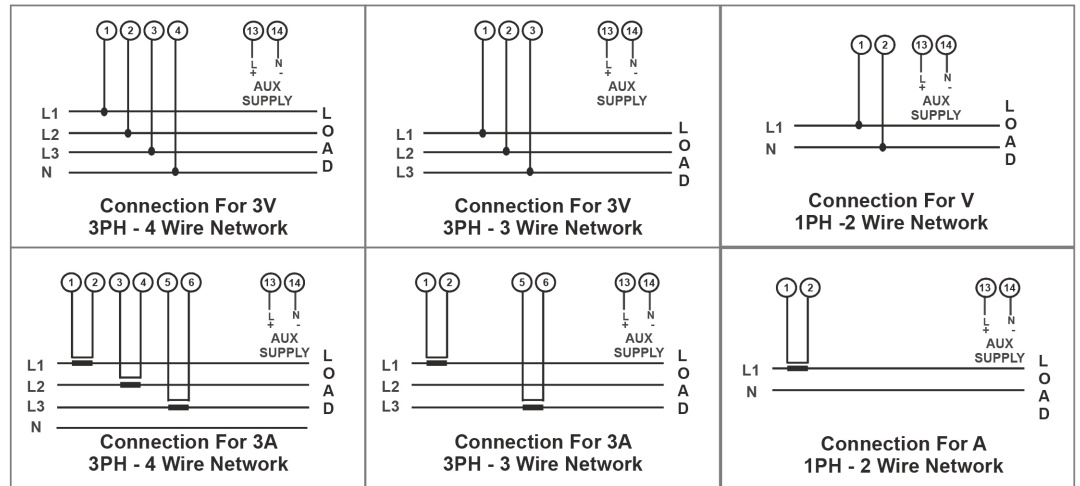 1 2 3 4 13 14
L N
+ -
AUX
SUPPLY
L1
L2
L3
N
L
O
A
D
Connection For 3V
3PH - 4 Wire Network
1 2 3 13 14
L N
+ -
AUX
SUPPLY
L1
L2
L3
L
O
A
D
Connection For 3V
3PH - 3 Wire Network
1 2 13 14
L N
+ -
AUX
SUPPLY
L1
N
L
O
A
D
Connection For V
1PH -2 Wire Network
1 2 3 4 5 6 13 14
L N
+ -
AUX
SUPPLY
L1
L2
L3
N
L
O
A
D
Connection For 3A
3PH - 4 Wire Network
1 2 5 6 13 14
L N
+ -
AUX
SUPPLY
L1
L2
L3
L
O
A
D
Connection For 3A
3PH - 3 Wire Network
1 2 13 14
L N
+ -
AUX
SUPPLY
L1
N
L
O
A
D
Connection For A
1PH - 2 Wire Network